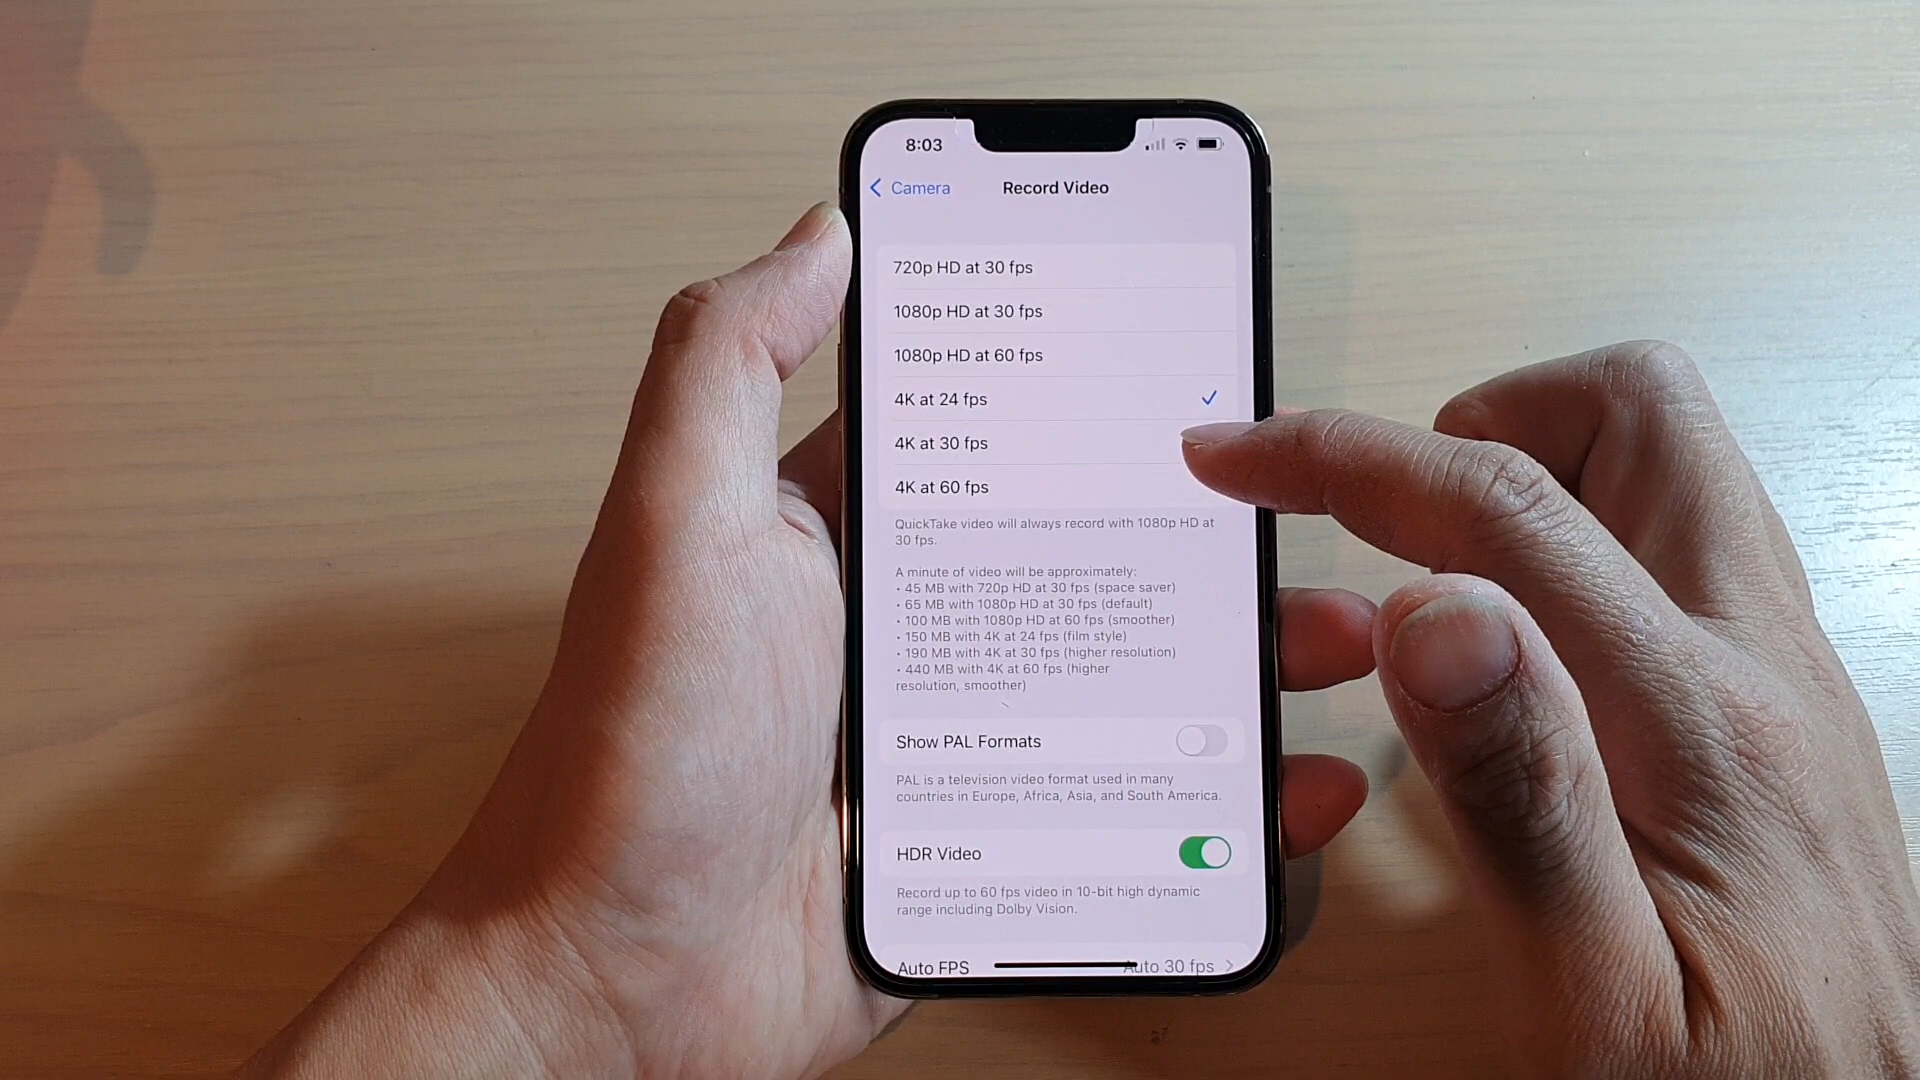 8:03
Camera Record Video
720p HD at 30 fps
1080p HD at 30 fps
1080p HD at 60 fps
4K at 24 fps
4K at 30 fps
4K at 60 fps
QuickTake video will always record with 1080p HD at
30 fps.
A minute of video will be approximately:
• 45 MB with 720p HD at 30 fps (space saver)
• 65 MB with 1080p HD at 30 fps (default)
• 100 MB with 1080p HD at 60 fps (smoother)
• 150 MB with 4K at 24 fps (film style)
• 190 MB with 4K at 30 fps (higher resolution)
• 440 MB with 4K at 60 fps (higher
resolution, smoother)
Show PAL Formats
PAL is a television video format used in many
countries in Europe, Africa, Asia, and South America.
HDR Video
Record up to 60 fps video in 10-bit high dynamic
range including Dolby Vision.
Auto FPS Auto 30 fps